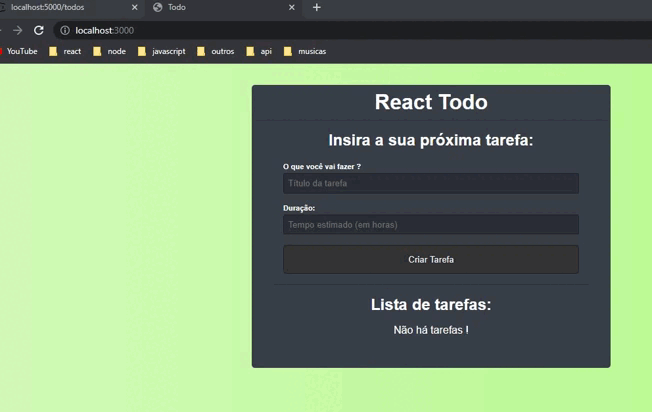 localhost:5000/todos
Todo
localhost:3000
YouTube react node javascript outros api musicas
React Todo
Insira a sua próxima tarefa:
O que você vai fazer ?
Título da tarefa
Duração:
Tempo estimado (em horas)
Criar Tarefa
Lista de tarefas:
Não há tarefas !